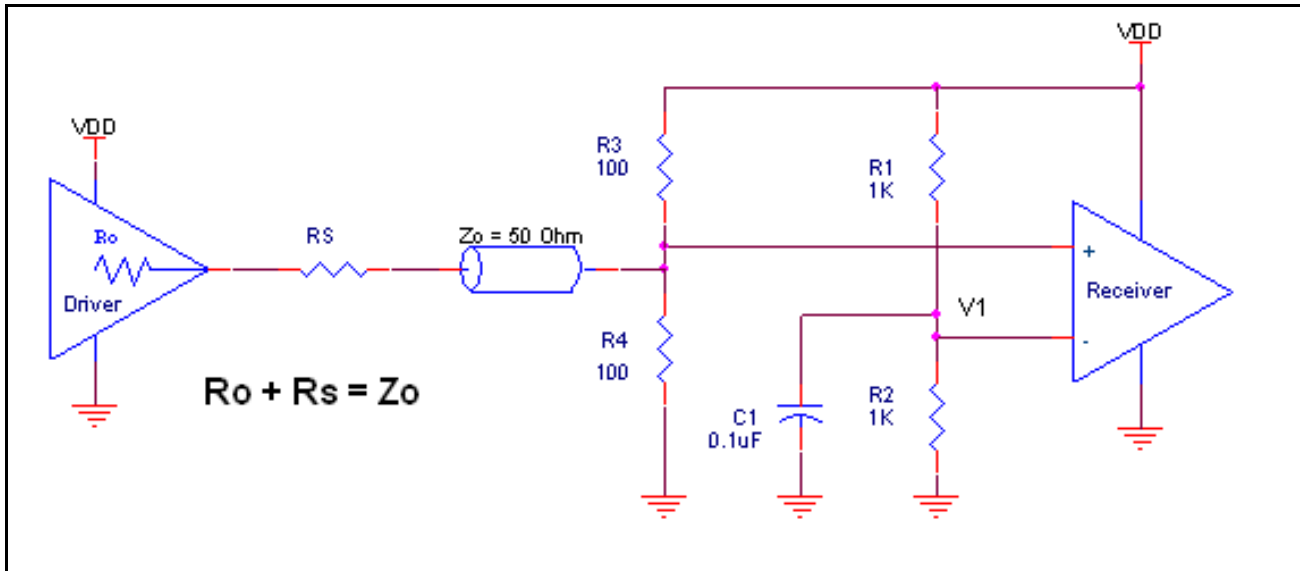 VDD
VDD
R3
100
R1
1K
Ro
RS
Zo = 50 Ohm
+
Driver
Receiver
V1
-
R4
100
Ro + Rs = Zo
R2
1K
C1
0.1uF